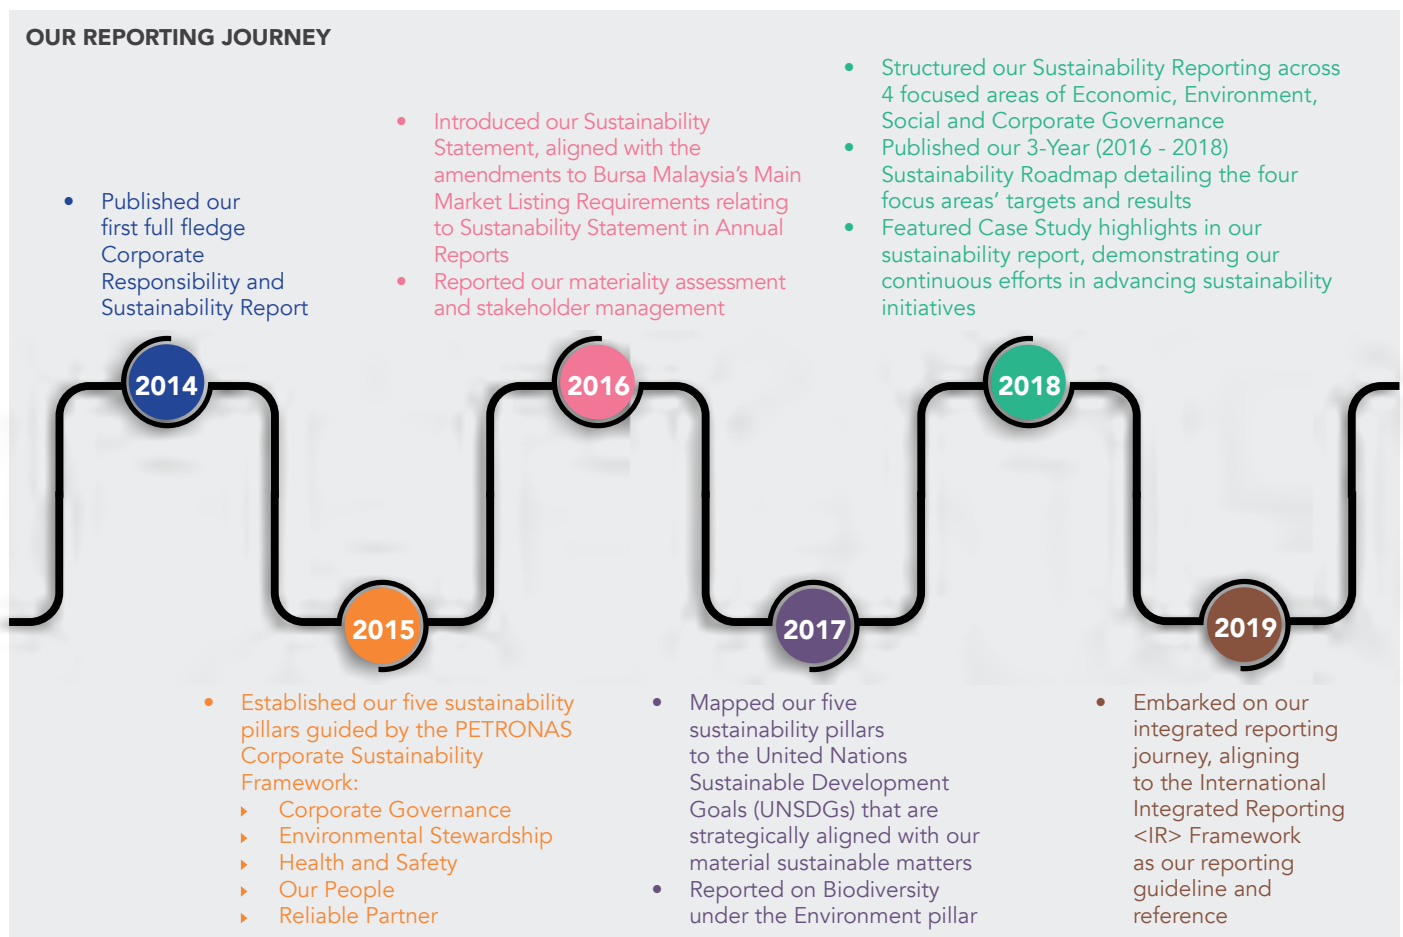 OUR REPORTING JOURNEY
• Published our
first full fledge
Corporate
Responsibility and
Sustainability Report
2014
• Established our five sustainability
pillars guided by the PETRONAS
Corporate Sustainability
Framework:
Corporate Governance
Environmental Stewardship
Health and Safety
Our People
Reliable Partner
2015
• Introduced our Sustainability
Statement, aligned with the
amendments to Bursa Malaysia’s Main
Market Listing Requirements relating
to Sustanability Statement in Annual
Reports
• Reported our materiality assessment
and stakeholder management
2016
• Mapped our five
sustainability pillars
to the United Nations
Sustainable Development
Goals (UNSDGs) that are
strategically aligned with our
material sustainable matters
• Reported on Biodiversity
under the Environment pillar
2017
• Structured our Sustainability Reporting across
4 focused areas of Economic, Environment,
Social and Corporate Governance
• Published our 3-Year (2016 - 2018)
Sustainability Roadmap detailing the four
focus areas’ targets and results
• Featured Case Study highlights in our
sustainability report, demonstrating our
continuous efforts in advancing sustainability
initiatives
2018
• Embarked on our
integrated reporting
journey, aligning
to the International
Integrated Reporting
<IR> Framework
as our reporting
guideline and
reference
2019